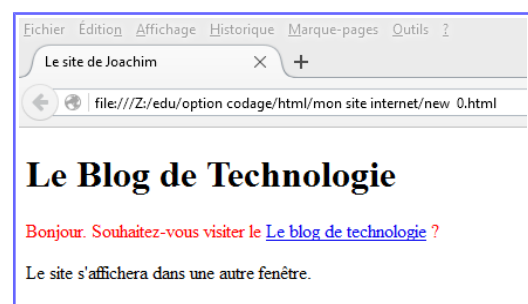 Fichier Édition Affichage Historique Marque-pages Outils ?
Le site de Joachim
file:///Z:/edu/option codage/html/mon site internet/new 0.html
Le Blog de Technologie
Bonjour. Souhaitez-vous visiter le Le blog de technologie ?
Le site s'affichera dans une autre fenêtre.